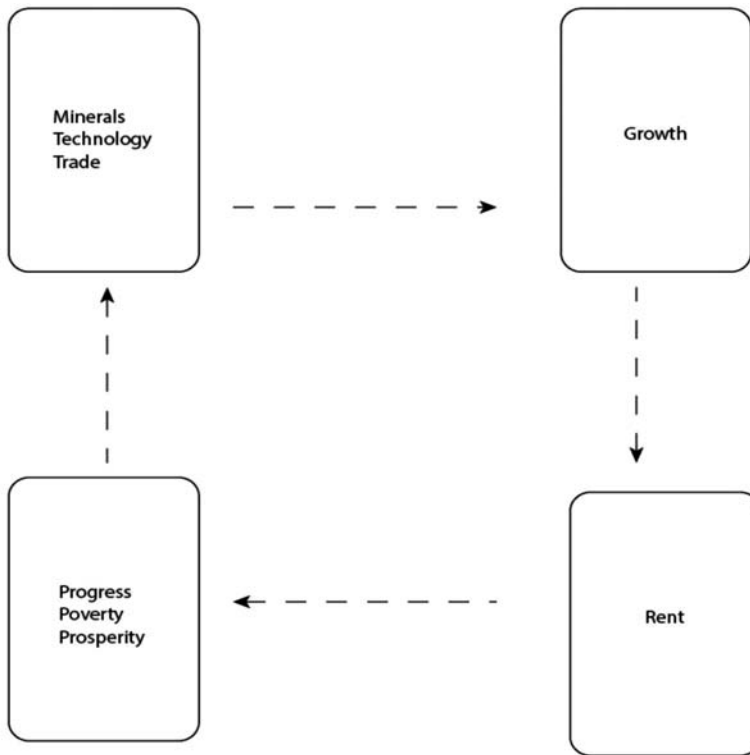 Minerals
Technology
Trade
Growth
Progress
Poverty
Prosperity
Rent